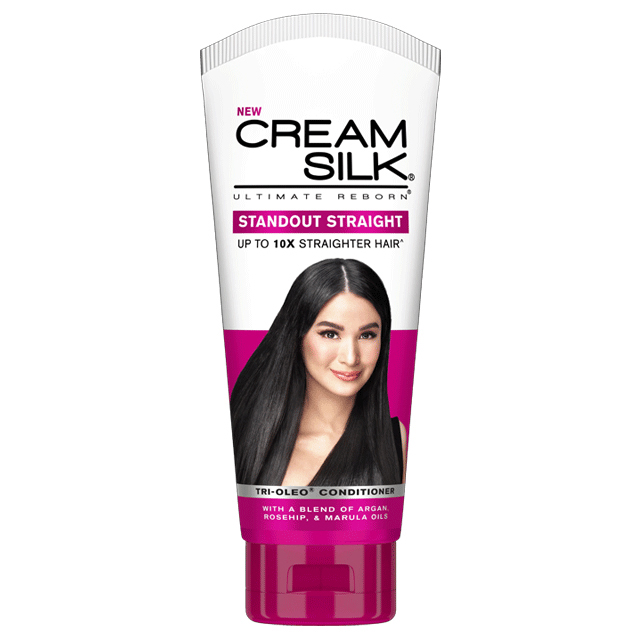 NEW
CREAM
SILK®
ULTIMATE REBORN®
STANDOUT STRAIGHT
UP TO 10X STRAIGHTER HAIR^
TRI-OLEO® CONDITIONER
WITH A BLEND OF ARGAN,
ROSEHIP, & MARULA OILS